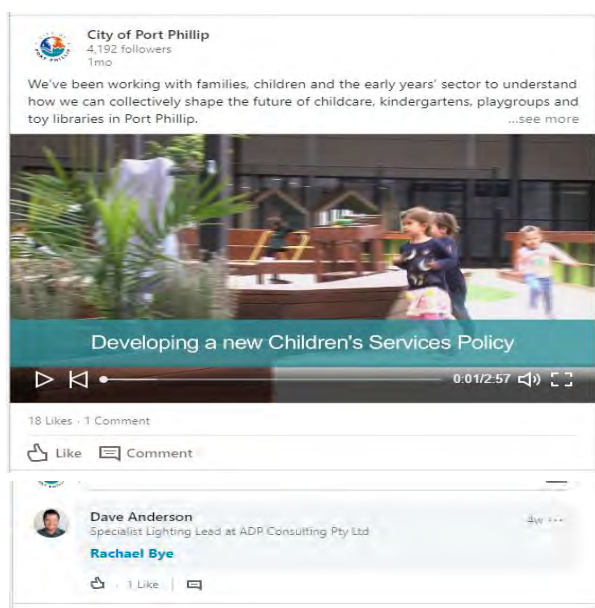 City of Port Phillip
4,192 followers
1mo
We've been working with families, children and the early years' sector to understand
how we can collectively shape the future of childcare, kindergartens, playgroups and
toy libraries in Port Phillip. ...see more
Developing a new Children's Services Policy
0:01/2:57
18 Likes · 1 Comment
Like Comment
Dave Anderson 4w
Specialist Lighting Lead at ADP Consulting Pty Ltd
Rachael Bye
1 Like